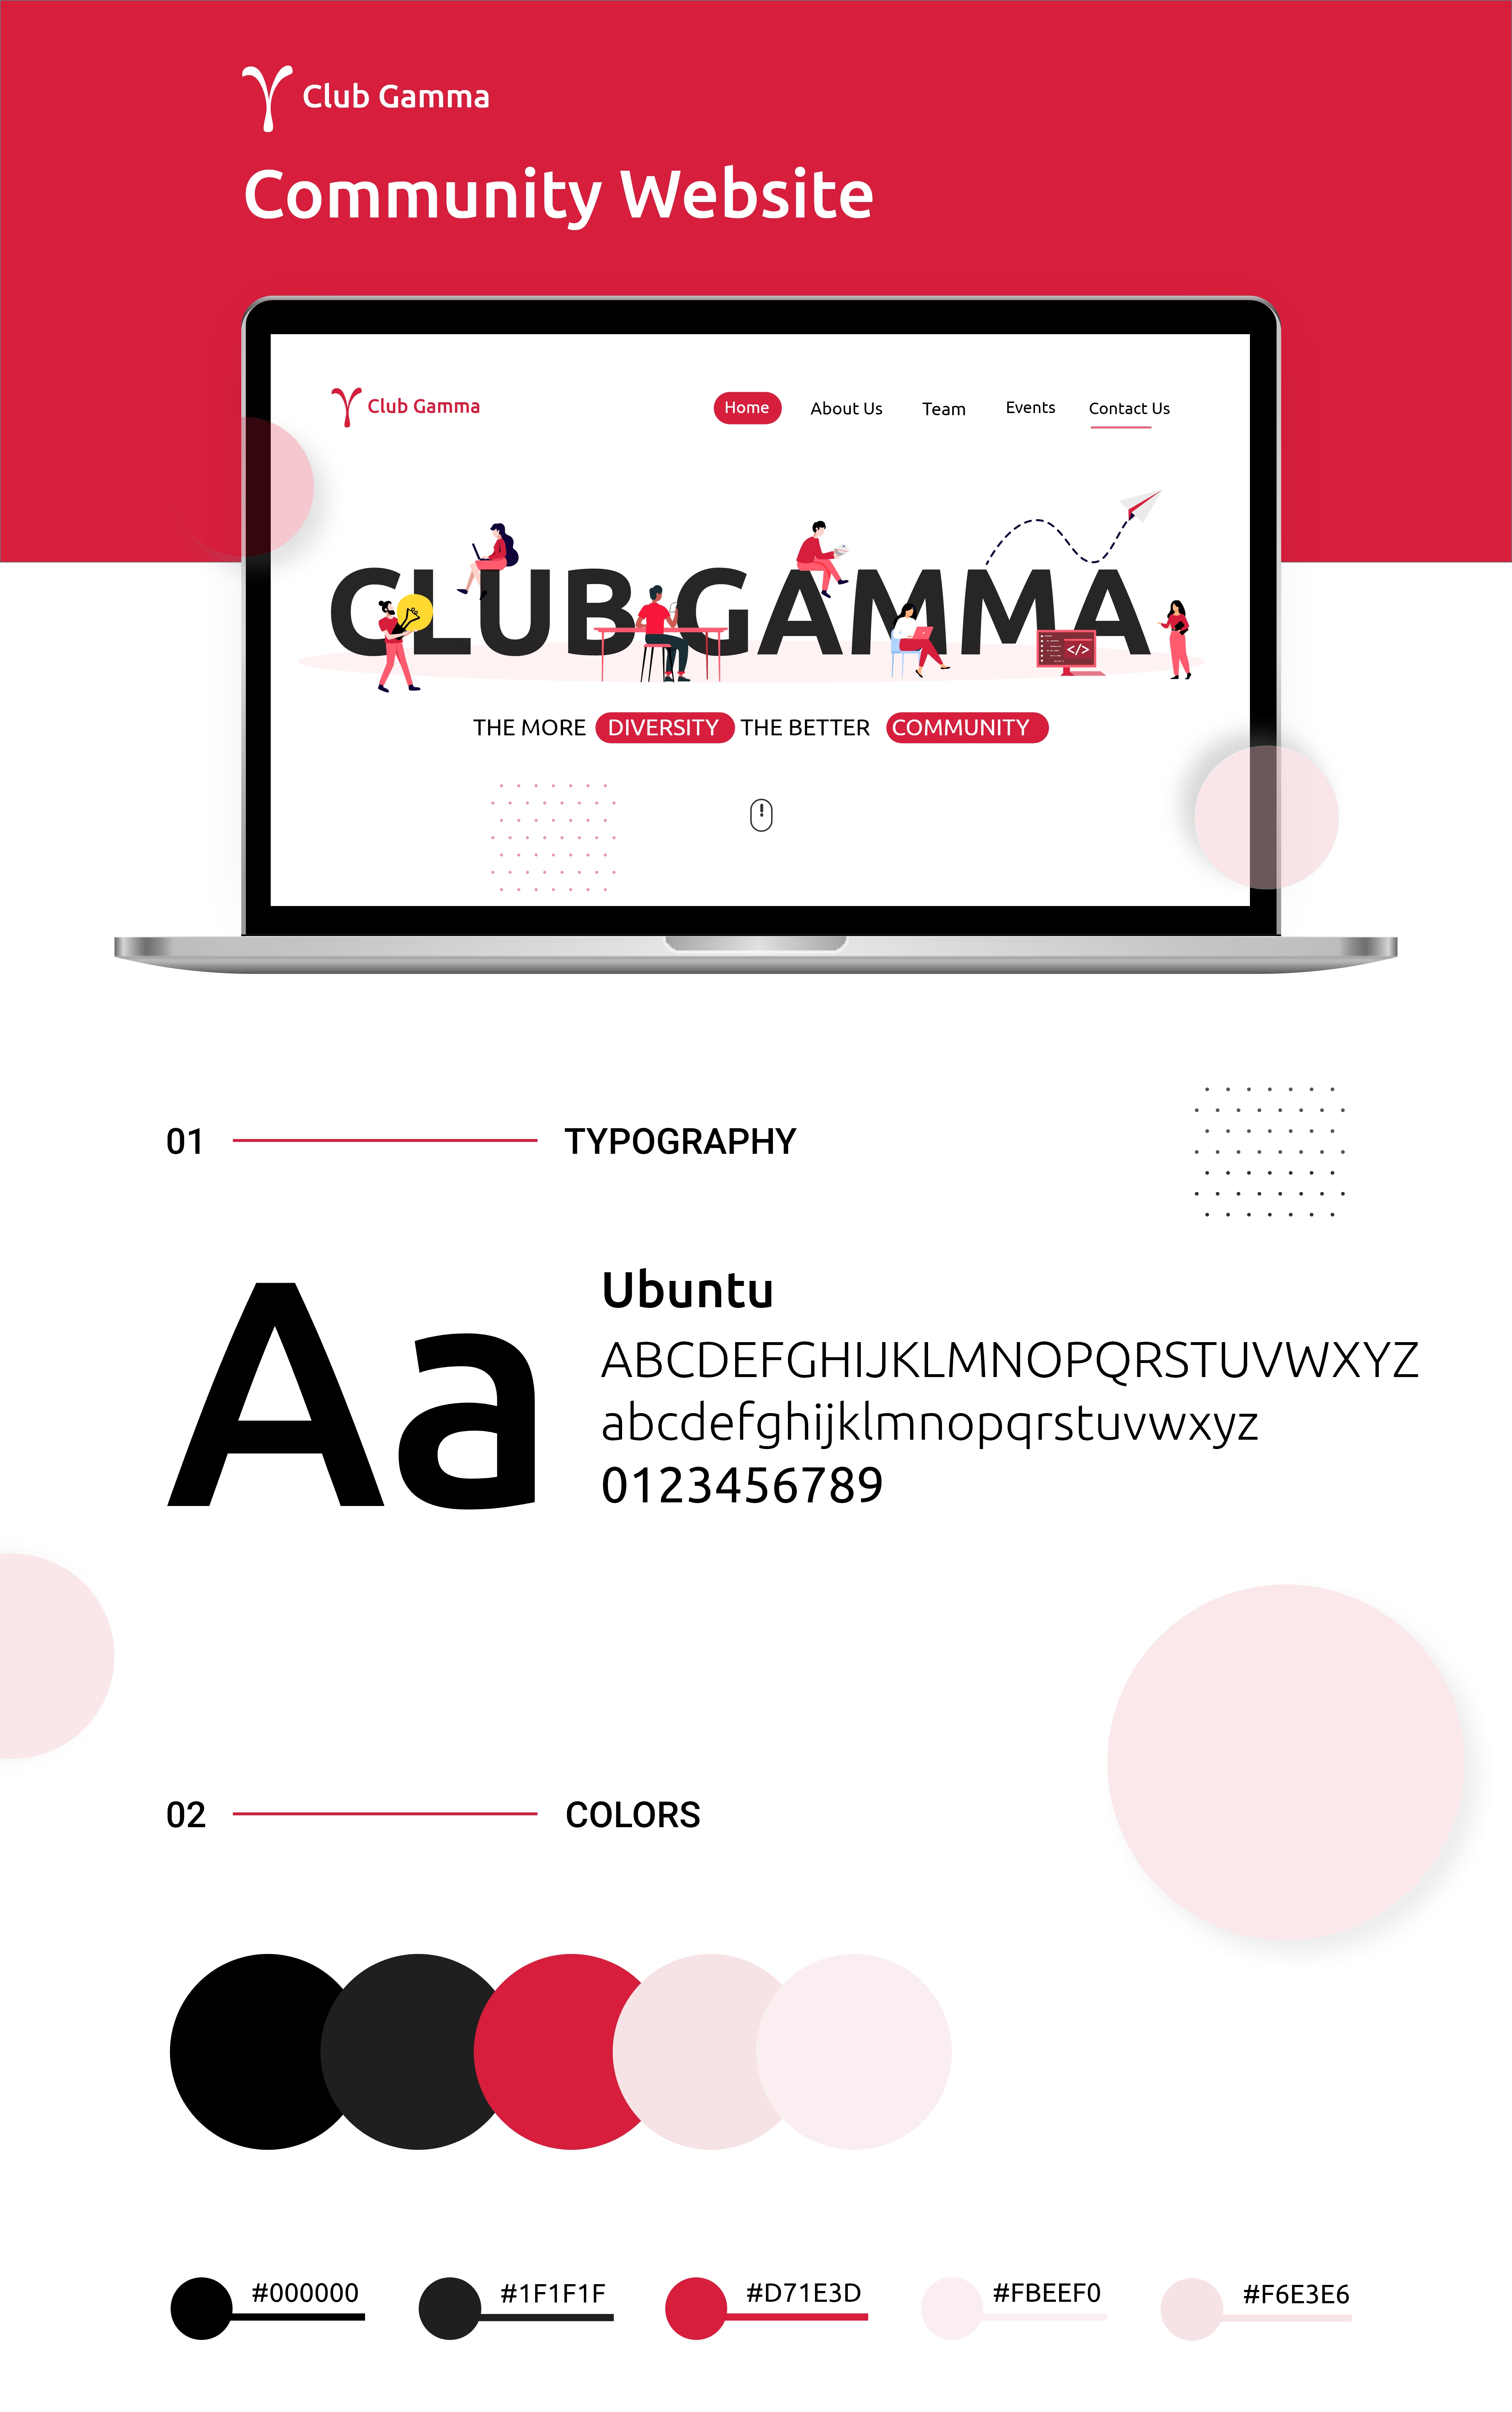 Club Gamma
Community Website
Club Gamma
Home About Us Team Events Contact Us
CLUB GAMMA
</>
THE MORE DIVERSITY THE BETTER COMMUNITY
01 TYPOGRAPHY
Aa
Ubuntu
ABCDEFGHIJKLMNOPQRSTUVWXYZ
abcdefghijklmnopqrstuvwxyz
0123456789
02 COLORS
#000000 #1F1F1F #D71E3D #FBEEF0 #F6E3E6